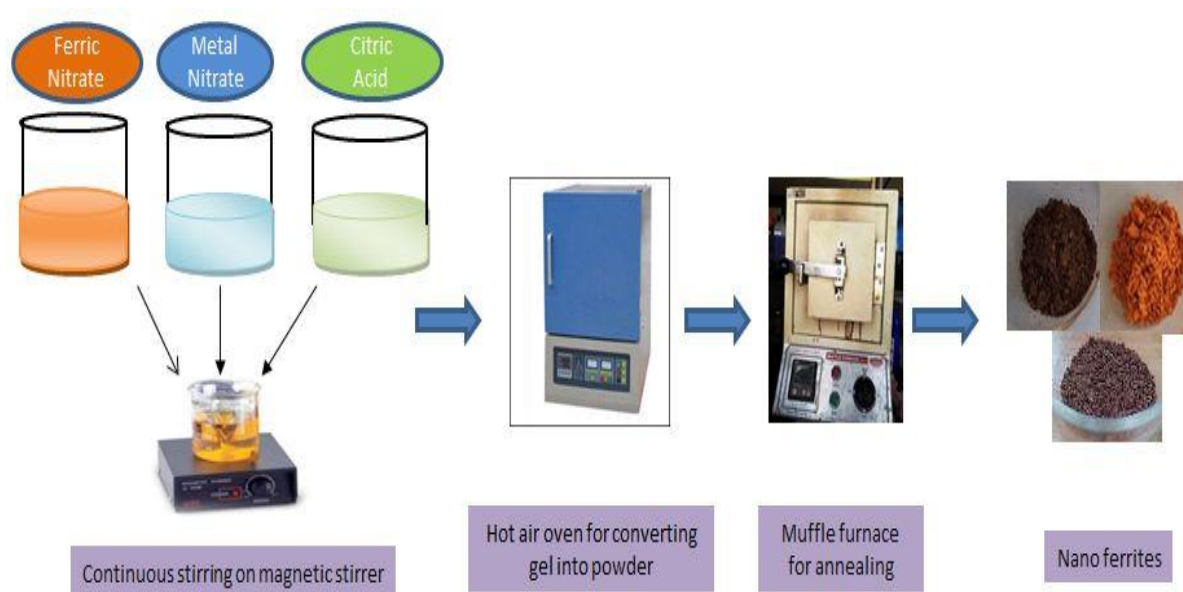 Ferric
Nitrate
Metal
Nitrate
Citric
Acid
Continuous stirring on magnetic stirrer
Hot air oven for converting
gel into powder
Muffle furnace
for annealing
Nano ferrites